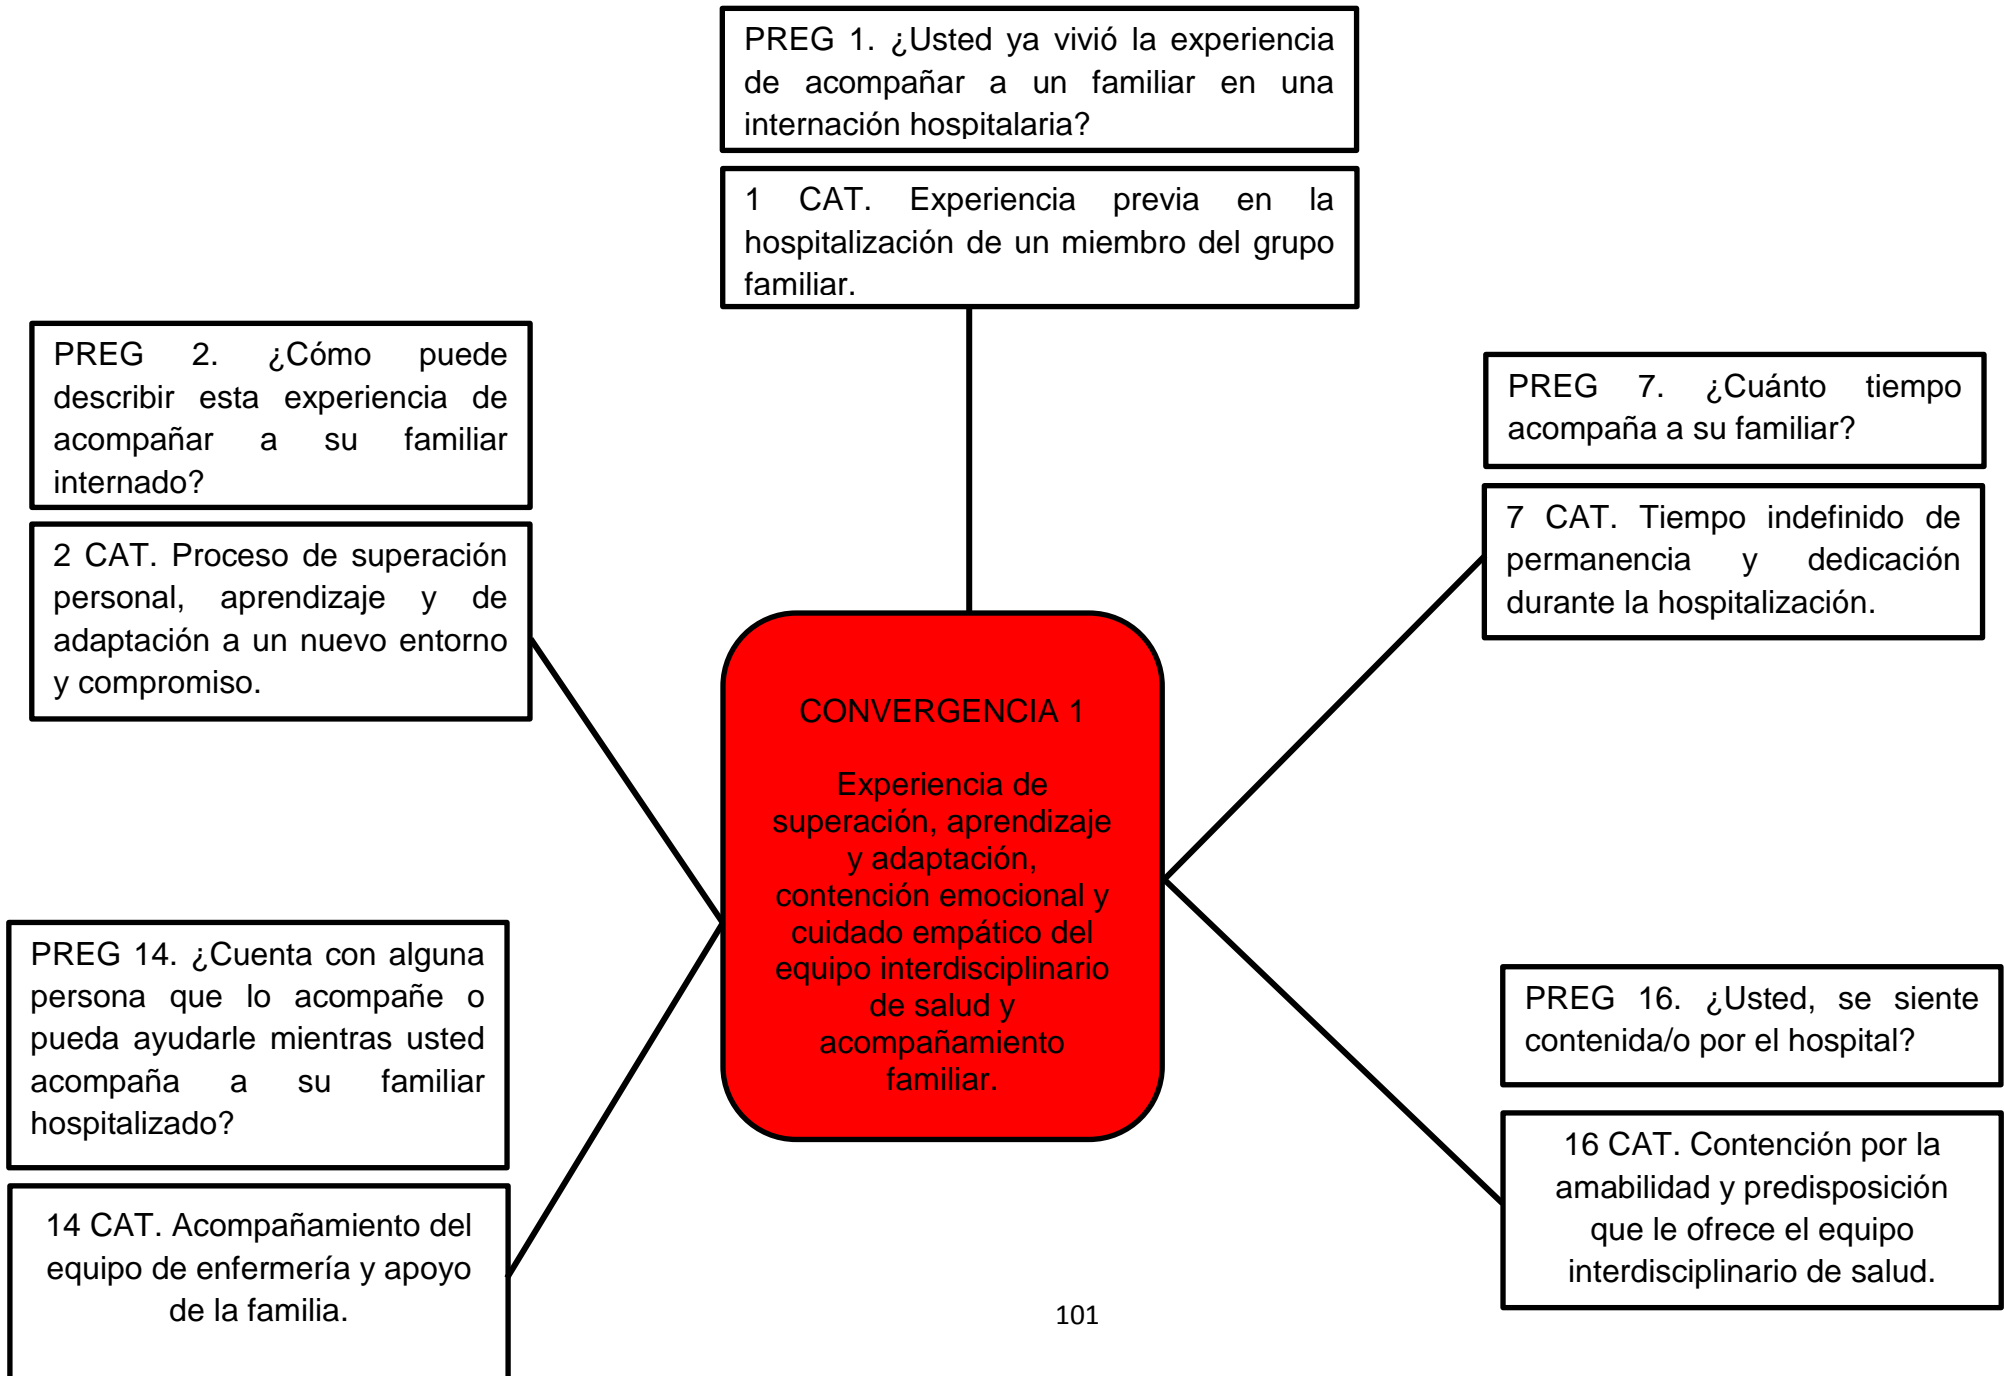 PREG 1. ¿Usted ya vivió la experiencia
de acompañar a un familiar en una
internación hospitalaria?
1 CAT. Experiencia previa en la
hospitalización de un miembro del grupo
familiar.
PREG 2. ¿Cómo puede
describir esta experiencia de
acompañar a su familiar
internado?
2 CAT. Proceso de superación
personal, aprendizaje y de
adaptación a un nuevo entorno
y compromiso.
PREG 7. ¿Cuánto tiempo
acompaña a su familiar?
7 CAT. Tiempo indefinido de
permanencia y dedicación
durante la hospitalización.
CONVERGENCIA 1
Experiencia de
superación, aprendizaje
y adaptación,
contención emocional y
cuidado empático del
equipo interdisciplinario
de salud y
acompañamiento
familiar.
PREG 14. ¿Cuenta con alguna
persona que lo acompañe o
pueda ayudarle mientras usted
acompaña a su familiar
hospitalizado?
14 CAT. Acompañamiento del
equipo de enfermería y apoyo
de la familia.
PREG 16. ¿Usted, se siente
contenida/o por el hospital?
16 CAT. Contención por la
amabilidad y predisposición
que le ofrece el equipo
interdisciplinario de salud.
101